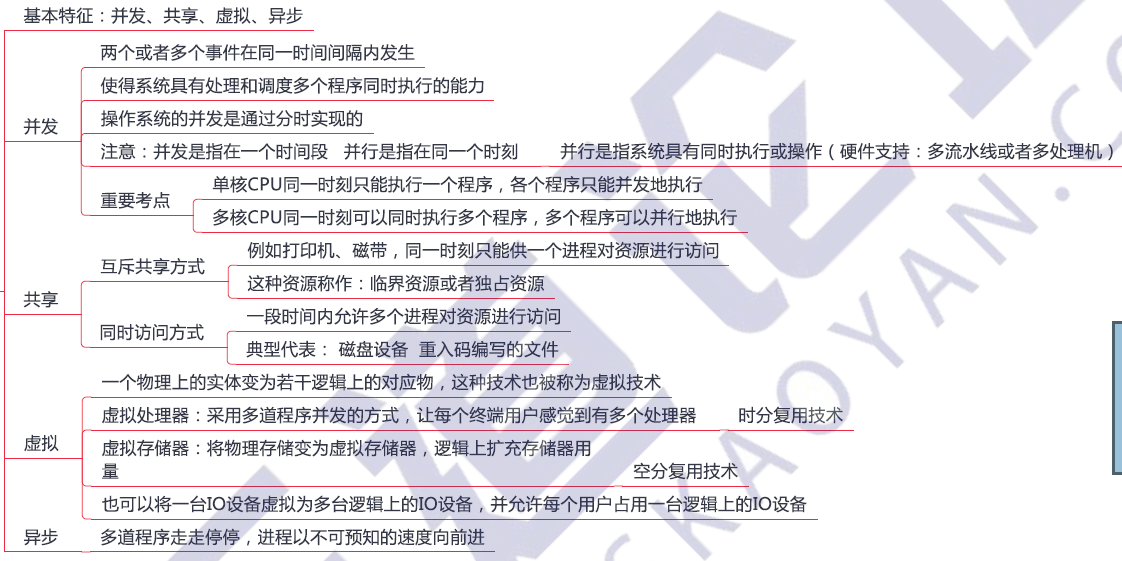 基本特征：并发、共享、虚拟、异步
并发
两个或者多个事件在同一时间间隔内发生
使得系统具有处理和调度多个程序同时执行的能力
操作系统的并发是通过分时实现的
注意：并发是指在一个时间段 并行是指在同一个时刻 并行是指系统具有同时执行或操作（硬件支持：多流水线或者多处理机）
重要考点
单核CPU同一时刻只能执行一个程序，各个程序只能并发地执行
多核CPU同一时刻可以同时执行多个程序，多个程序可以并行地执行
共享
互斥共享方式
例如打印机、磁带，同一时刻只能供一个进程对资源进行访问
这种资源称作：临界资源或者独占资源
同时访问方式
一段时间内允许多个进程对资源进行访问
典型代表： 磁盘设备 重入码编写的文件
虚拟
一个物理上的实体变为若干逻辑上的对应物，这种技术也被称为虚拟技术
虚拟处理器：采用多道程序并发的方式，让每个终端用户感觉到有多个处理器 时分复用技术
虚拟存储器：将物理存储变为虚拟存储器，逻辑上扩充存储器用
量 空分复用技术
也可以将一台IO设备虚拟为多台逻辑上的IO设备，并允许每个用户占用一台逻辑上的IO设备
异步
多道程序走走停停，进程以不可预知的速度向前进
道论
SKAOYAN.CO